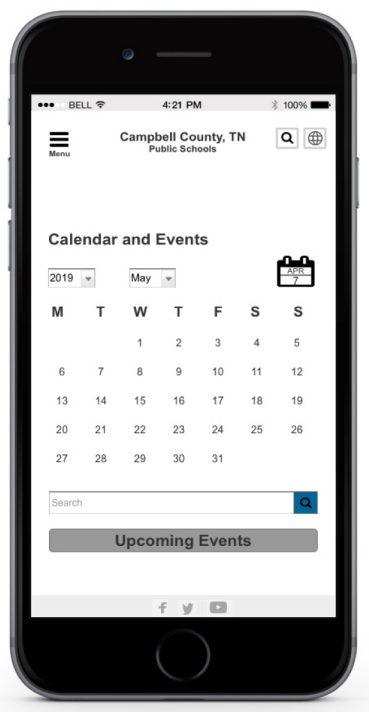 BELL 4:21 PM 100%
Menu
Campbell County, TN
Public Schools
Calendar and Events
2019 May
APR
7
M T W T F S S
1 2 3 4 5
6 7 8 9 10 11 12
13 14 15 16 17 18 19
20 21 22 23 24 25 26
27 28 29 30 31
Search
Upcoming Events